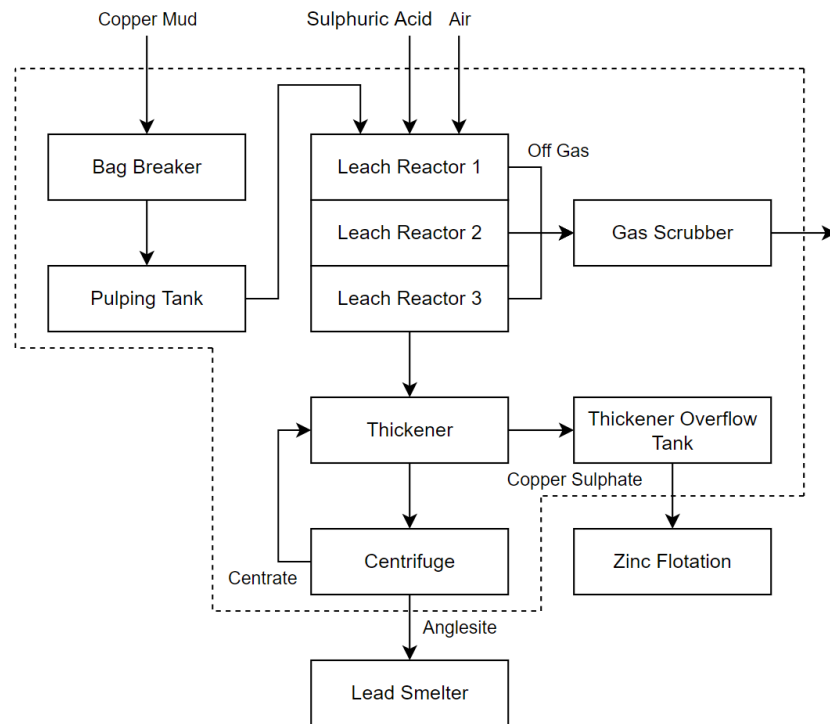 Copper Mud
Sulphuric Acid
Air
Bag Breaker
Leach Reactor 1
Off Gas
Leach Reactor 2
Gas Scrubber
Pulping Tank
Leach Reactor 3
Thickener
Thickener Overflow
Tank
Copper Sulphate
Centrifuge
Zinc Flotation
Centrate
Anglesite
Lead Smelter